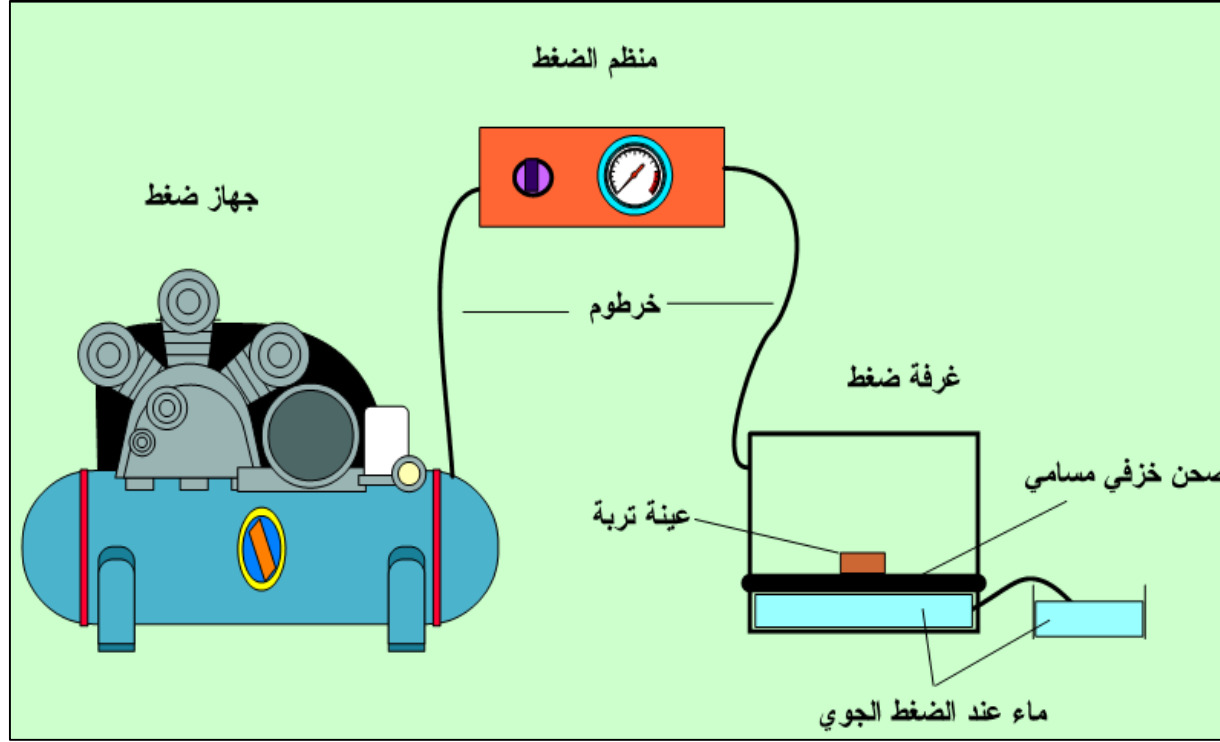 منظم الضغط
جهاز ضغط
خرطوم
غرفة ضغط
صحن خزفي مسامي
عينة تربة
ماء عند الضغط الجوي